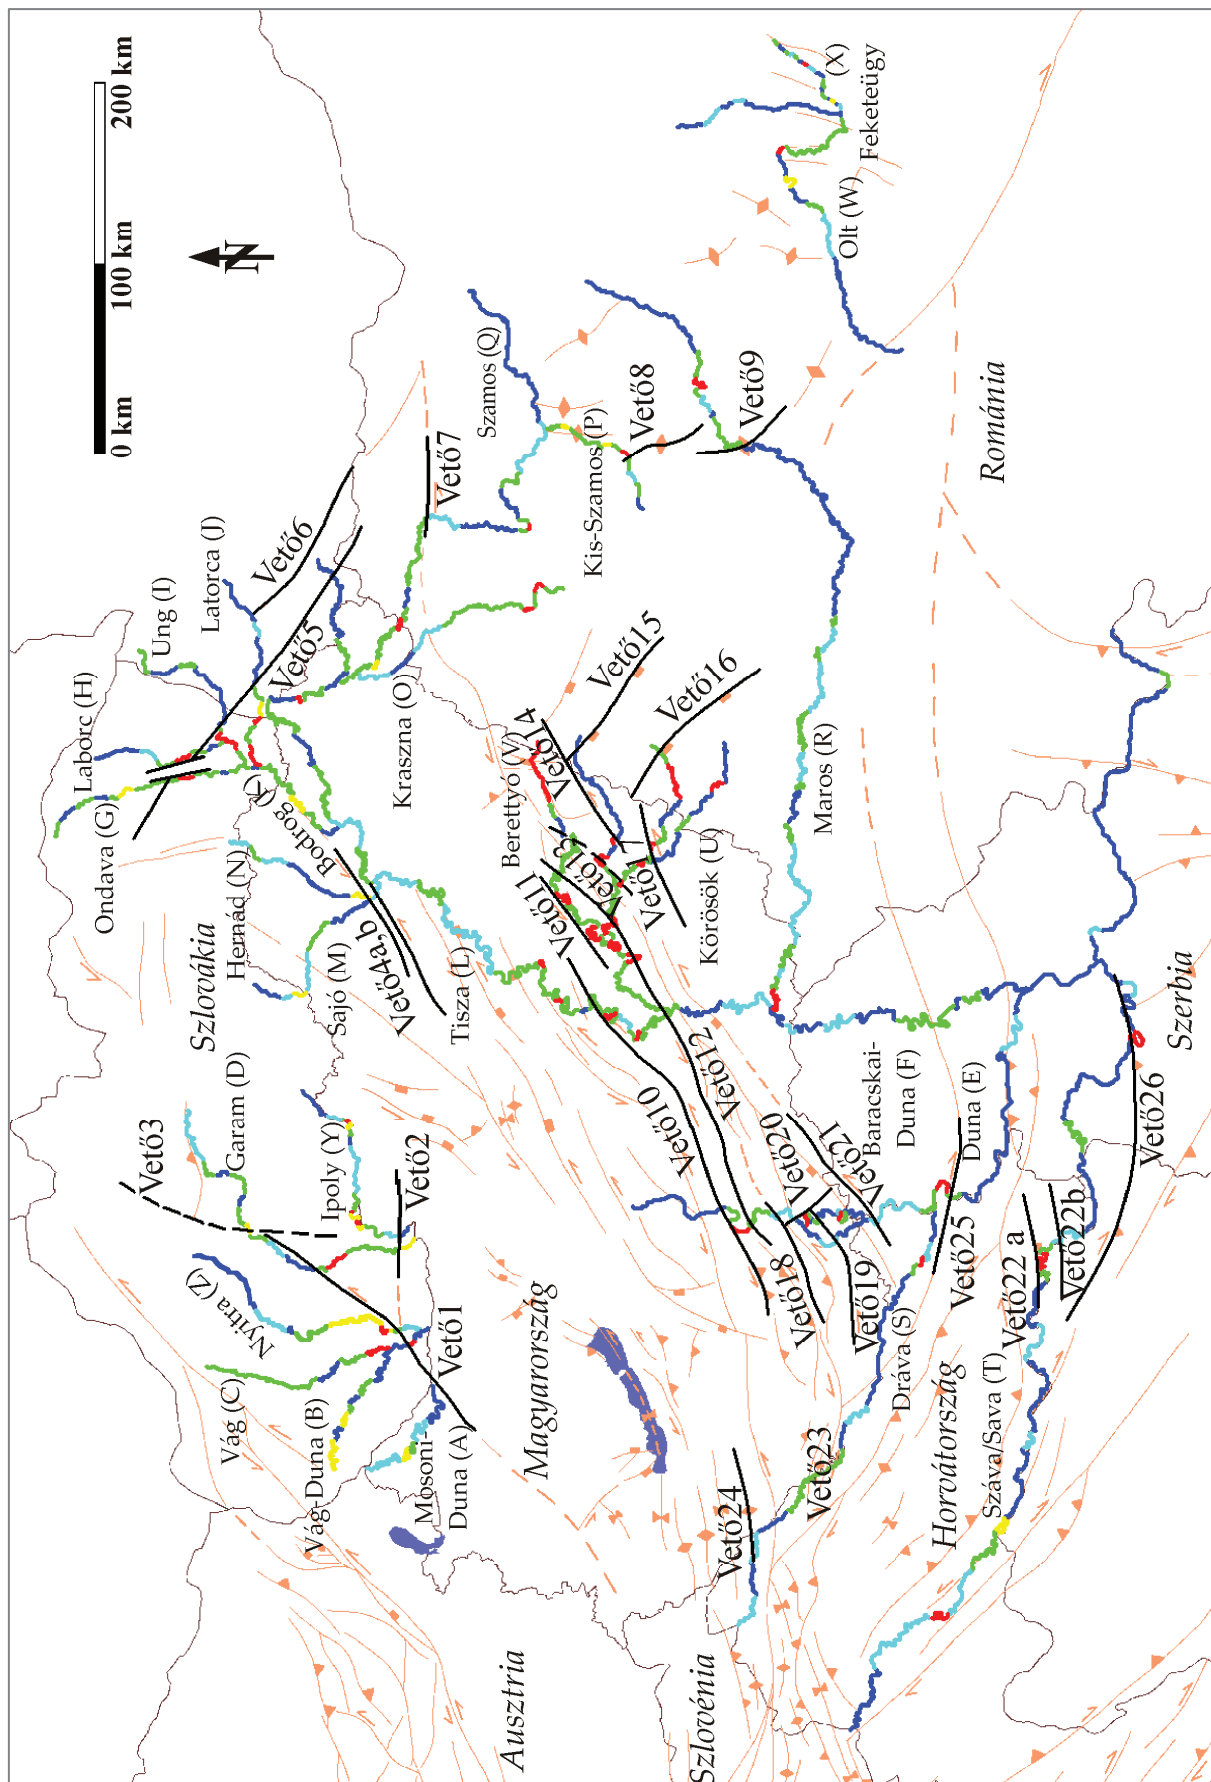 0 km
100 km
200 km
N
Szlovákia
Ausztria
Magyarország
Szlovénia
Horvátország
Szerbia
Románia
Ondava (G)
Laborc (H)
Ung (I)
Latorca (J)
Vető6
Vető5
Bodrog (K)
Hernád (N)
Sajó (M)
Vető4a,b
Tisza (L)
Kraszna (O)
Vető7
Szamos (Q)
Kis-Szamos (P)
Vető8
Vető9
Olt (W)
Feketeügy
(X)
Vető3
Garam (D)
Ipoly (Y)
Vető2
Nyitra (Z)
Vág (C)
Vág-Duna (B)
Mosoni-
Duna (A)
Vető1
Berettyó (V)
Vető14
Vető15
Vető16
Vető11
Vető13
Vető17
Körösök (U)
Maros (R)
Vető10
Vető12
Vető20
Vető21
Baracskai-
Duna (F)
Duna (E)
Vető18
Vető19
Vető25
Vető24
Vető23
Dráva (S)
Száva/Sava (T)
Vető22 a
Vető22b
Vető26